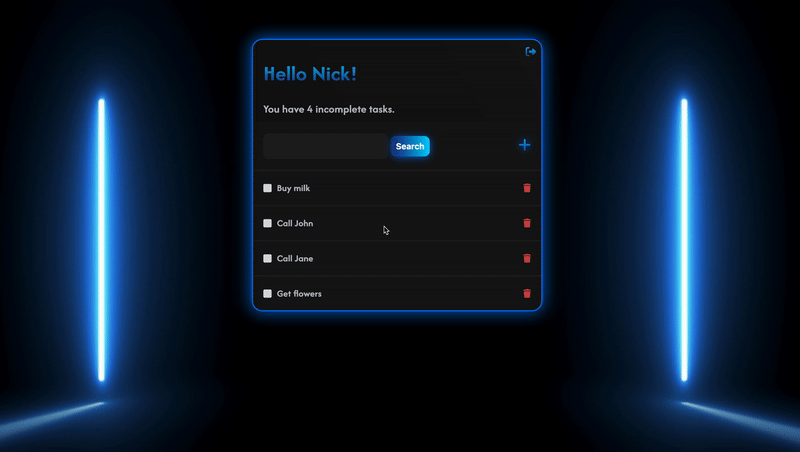 Hello Nick!
You have 4 incomplete tasks.
Search
Buy milk
Call John
Call Jane
Get flowers